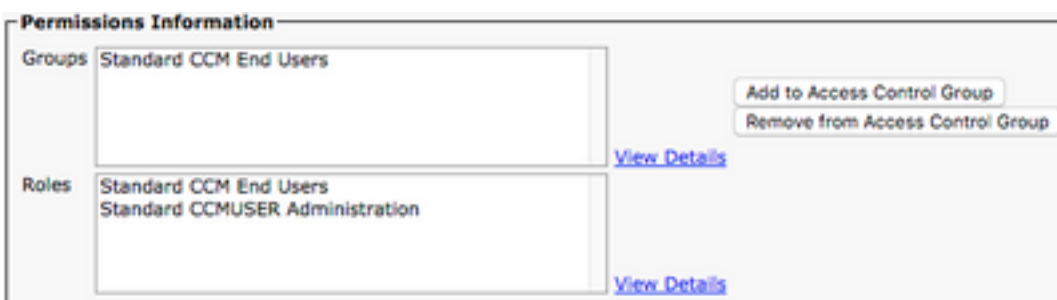 Permissions Information
Groups Standard CCM End Users
Add to Access Control Group
Remove from Access Control Group
View Details
Roles Standard CCM End Users
Standard CCMUSER Administration
View Details